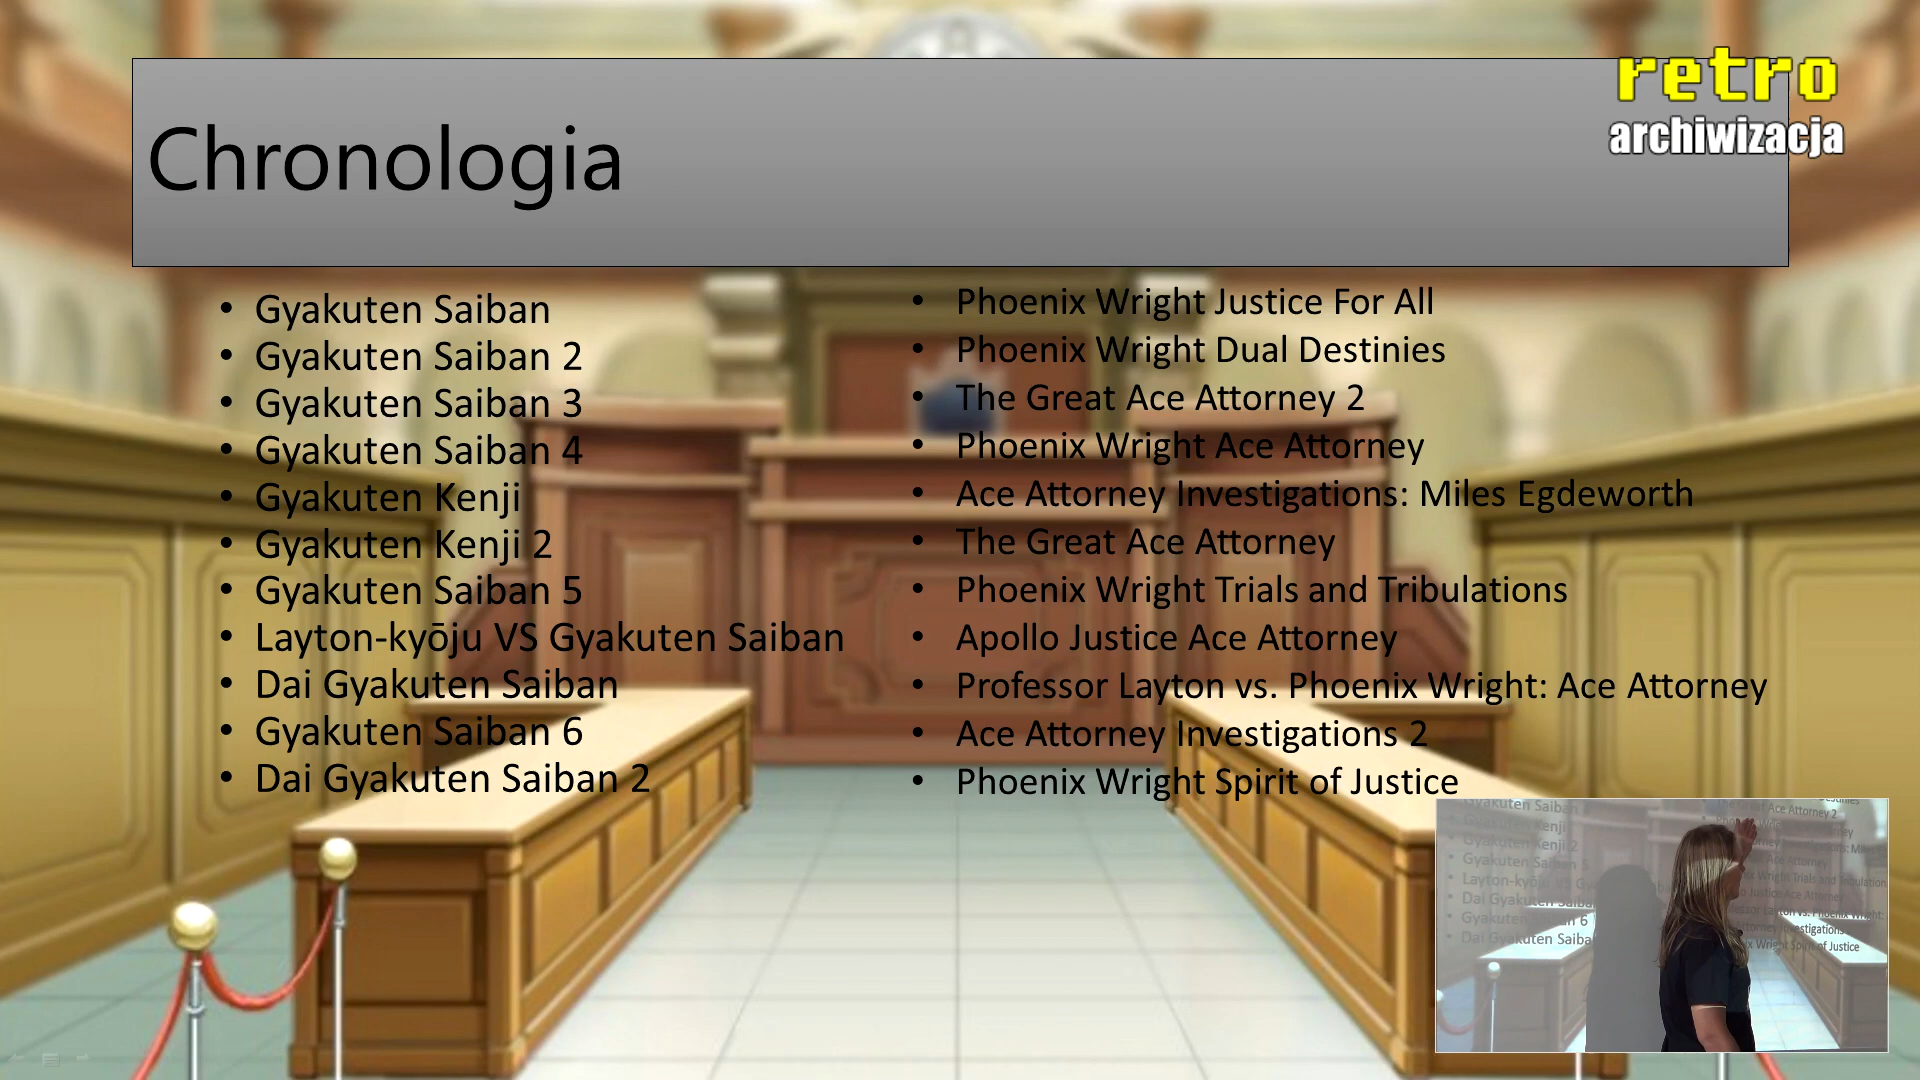 retro
archiwizacja
Chronologia
• Gyakuten Saiban
• Gyakuten Saiban 2
• Gyakuten Saiban 3
• Gyakuten Saiban 4
• Gyakuten Kenji
• Gyakuten Kenji 2
• Gyakuten Saiban 5
• Layton-kyōju VS Gyakuten Saiban
• Dai Gyakuten Saiban
• Gyakuten Saiban 6
• Dai Gyakuten Saiban 2
• Phoenix Wright Justice For All
• Phoenix Wright Dual Destinies
• The Great Ace Attorney 2
• Phoenix Wright Ace Attorney
• Ace Attorney Investigations: Miles Egdeworth
• The Great Ace Attorney
• Phoenix Wright Trials and Tribulations
• Apollo Justice Ace Attorney
• Professor Layton vs. Phoenix Wright: Ace Attorney
• Ace Attorney Investigations 2
• Phoenix Wright Spirit of Justice